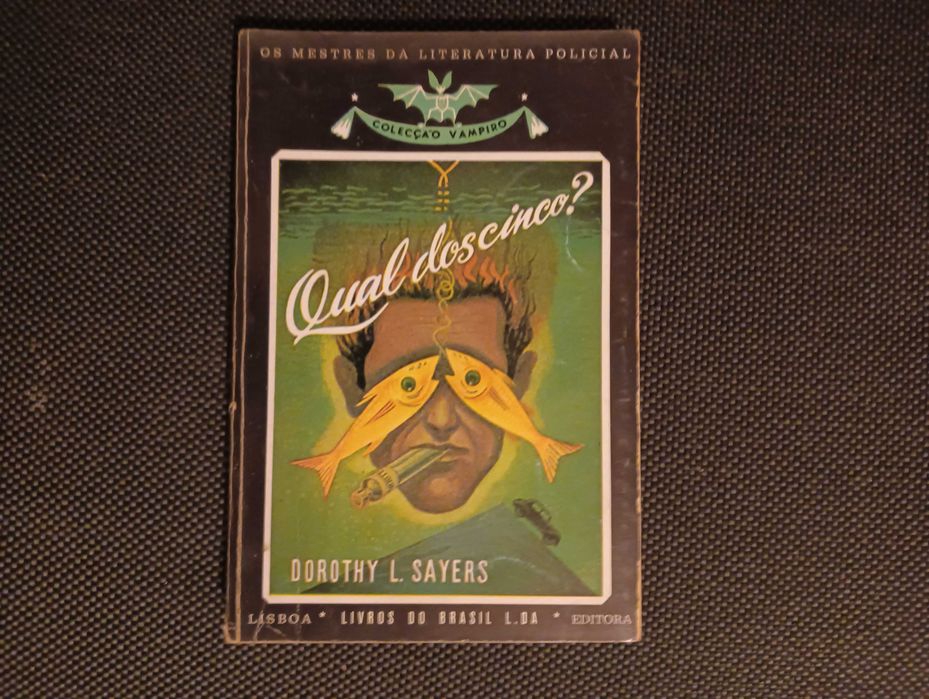 OS MESTRES DA LITERATURA POLICIAL
COLECÇÃO VAMPIRO
Qual dos cinco?
DOROTHY L. SAYERS
LISBOA * LIVROS DO BRASIL L.DA * EDITORA